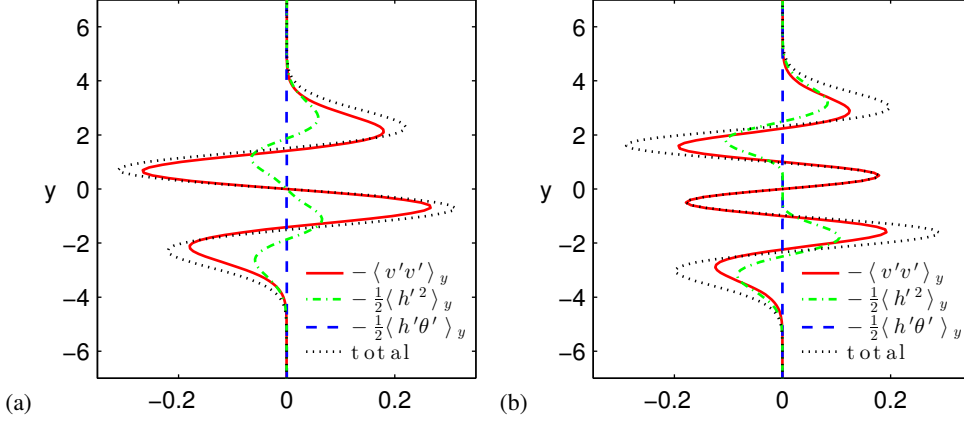 6
4
2
y 0
−2
−4
−6
−0.2 0 0.2
− ⟨ v′v′ ⟩ y
− 1/2 ⟨ h′ 2 ⟩ y
− 1/2 ⟨ h′θ′ ⟩ y
total
(a)
6
4
2
y 0
−2
−4
−6
−0.2 0 0.2
− ⟨ v′v′ ⟩ y
− 1/2 ⟨ h′ 2 ⟩ y
− 1/2 ⟨ h′θ′ ⟩ y
total
(b)